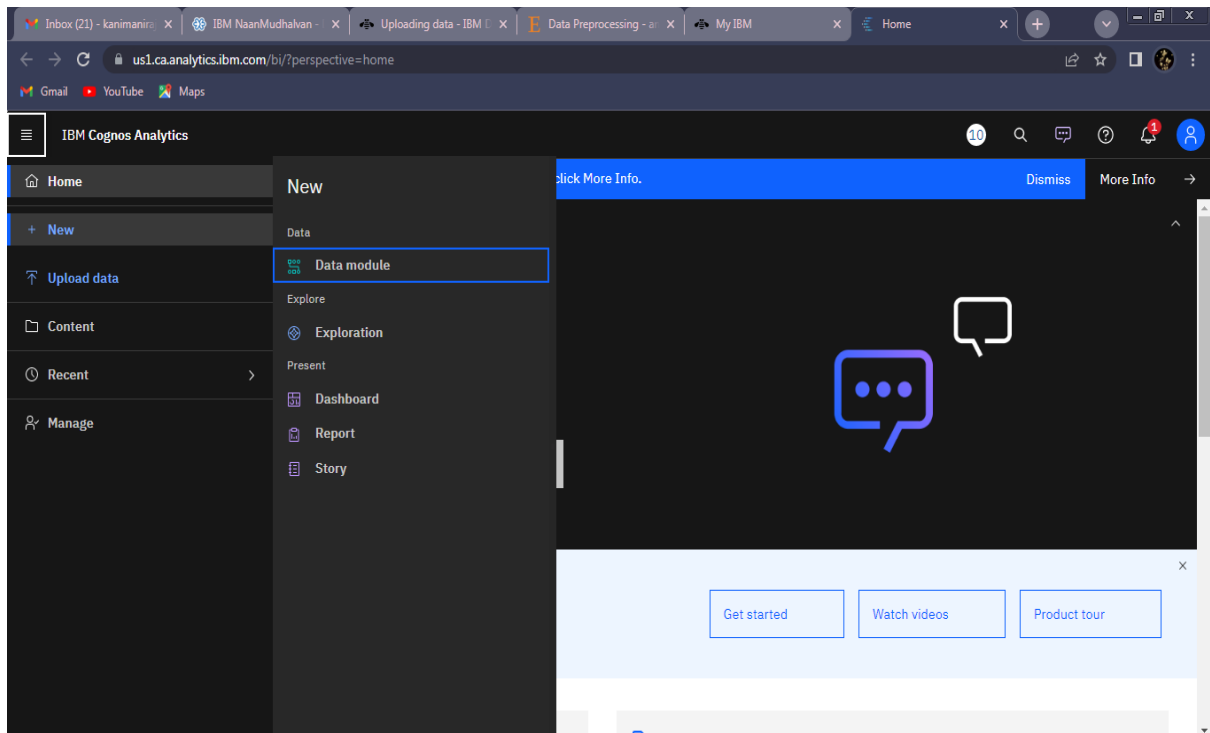 Inbox (21) - kanimanira
IBM NaanMudhalvan -
Uploading data - IBM D
Data Preprocessing - an
My IBM
Home
us1.ca.analytics.ibm.com/bi/?perspective=home
Gmail
YouTube
Maps
IBM Cognos Analytics
10
1
Home
New
click More Info.
Dismiss
More Info
New
Data
Upload data
Data module
Explore
Content
Exploration
Recent
Present
Dashboard
Manage
Report
Story
Get started
Watch videos
Product tour